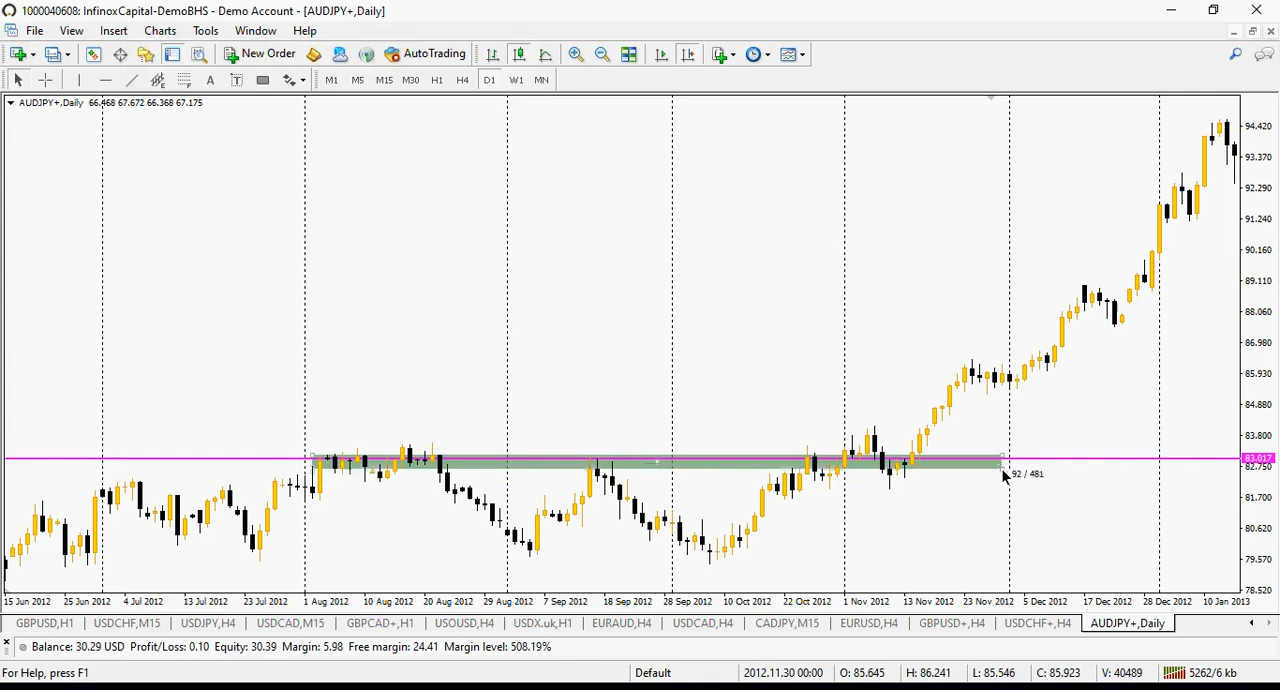 1000040608: InfinoxCapital-DemoBHS - Demo Account - [AUDJPY+,Daily]
File View Insert Charts Tools Window Help
New Order AutoTrading
A T M1 M5 M15 M30 H1 H4 D1 W1 MN
AUDJPY+,Daily 66.468 67.672 66.368 67.175
94.420
93.370
92.290
91.240
90.160
89.110
88.060
86.980
85.930
84.880
83.800
83.017
82.750
92 / 481
81.700
80.620
79.570
78.520
15 Jun 2012 25 Jun 2012 4 Jul 2012 13 Jul 2012 23 Jul 2012 1 Aug 2012 10 Aug 2012 20 Aug 2012 29 Aug 2012 7 Sep 2012 18 Sep 2012 28 Sep 2012 10 Oct 2012 22 Oct 2012 1 Nov 2012 13 Nov 2012 23 Nov 2012 5 Dec 2012 17 Dec 2012 28 Dec 2012 10 Jan 2013
GBPUSD,H1 USDCHF,M15 USDJPY,H4 USDCAD,M15 GBPCAD+,H1 USOUSD,H4 USDX.uk,H1 EURAUD,H4 USDCAD,H4 CADJPY,M15 EURUSD,H4 GBPUSD+,H4 USDCHF+,H4 AUDJPY+,Daily
Balance: 30.29 USD Profit/Loss: 0.10 Equity: 30.39 Margin: 5.98 Free margin: 24.41 Margin level: 508.19%
For Help, press F1 Default 2012.11.30 00:00 O: 85.645 H: 86.241 L: 85.546 C: 85.923 V: 40489 5262/6 kb